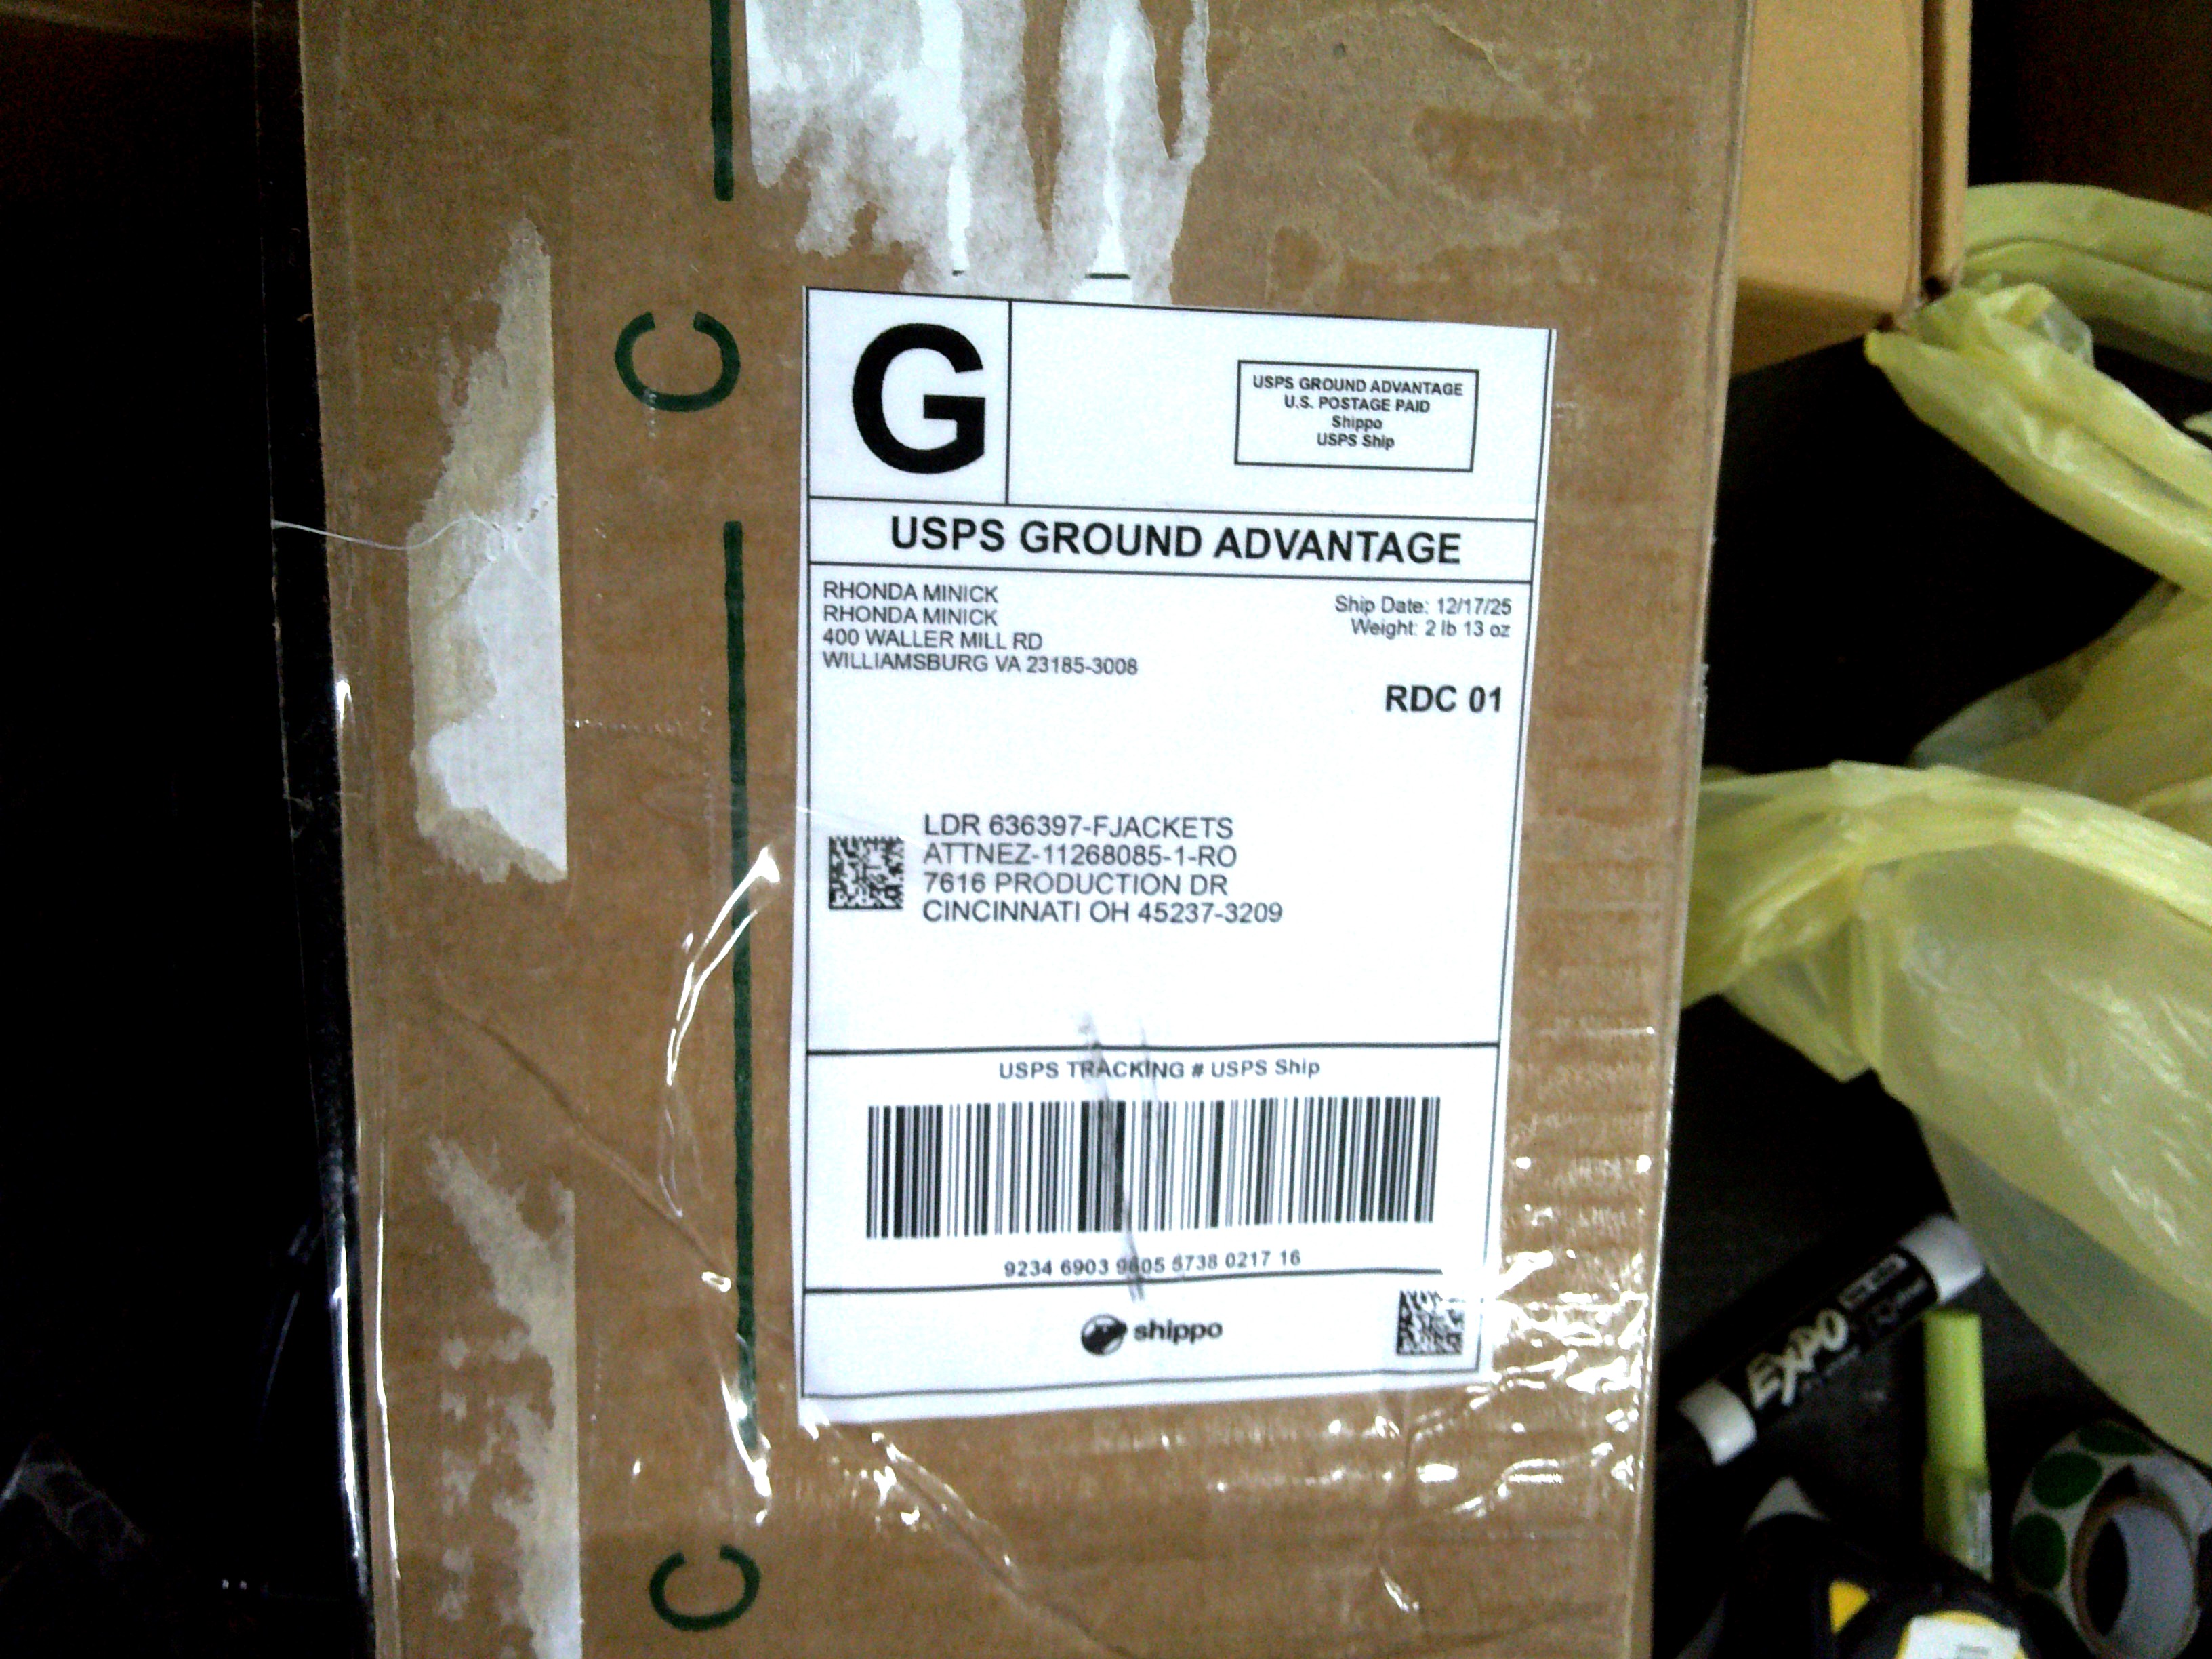 G
USPS GROUND ADVANTAGE
U.S. POSTAGE PAID
Shippo
USPS Ship
USPS GROUND ADVANTAGE
RHONDA MINICK
RHONDA MINICK
400 WALLER MILL RD
WILLIAMSBURG VA 23185-3008
Ship Date: 12/17/25
Weight: 2 lb 13 oz
RDC 01
LDR 636397-FJACKETS
ATTNEZ-11268085-1-RO
7616 PRODUCTION DR
CINCINNATI OH 45237-3209
USPS TRACKING # USPS Ship
9234 6903 9605 5738 0217 16
shippo
C
C
EXPO